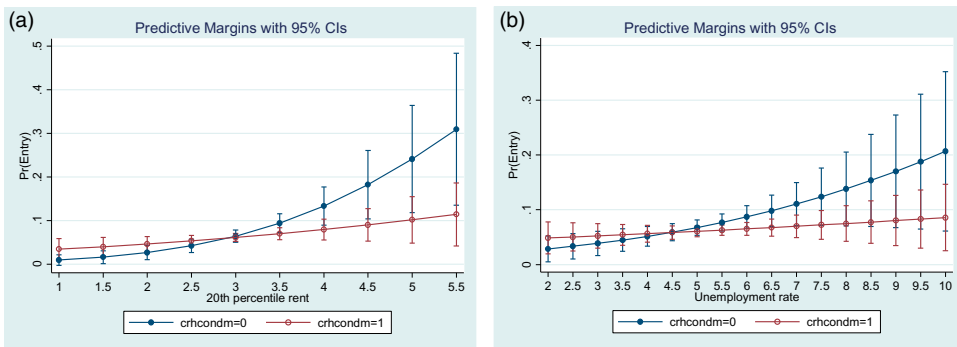 (a)
Predictive Margins with 95% CIs
Pr(Entry)
.5
.4
.3
.2
.1
0
1 1.5 2 2.5 3 3.5 4 4.5 5 5.5
20th percentile rent
crhcondm=0 crhcondm=1
(b)
Predictive Margins with 95% CIs
Pr(Entry)
.4
.3
.2
.1
0
2 2.5 3 3.5 4 4.5 5 5.5 6 6.5 7 7.5 8 8.5 9 9.5 10
Unemployment rate
crhcondm=0 crhcondm=1